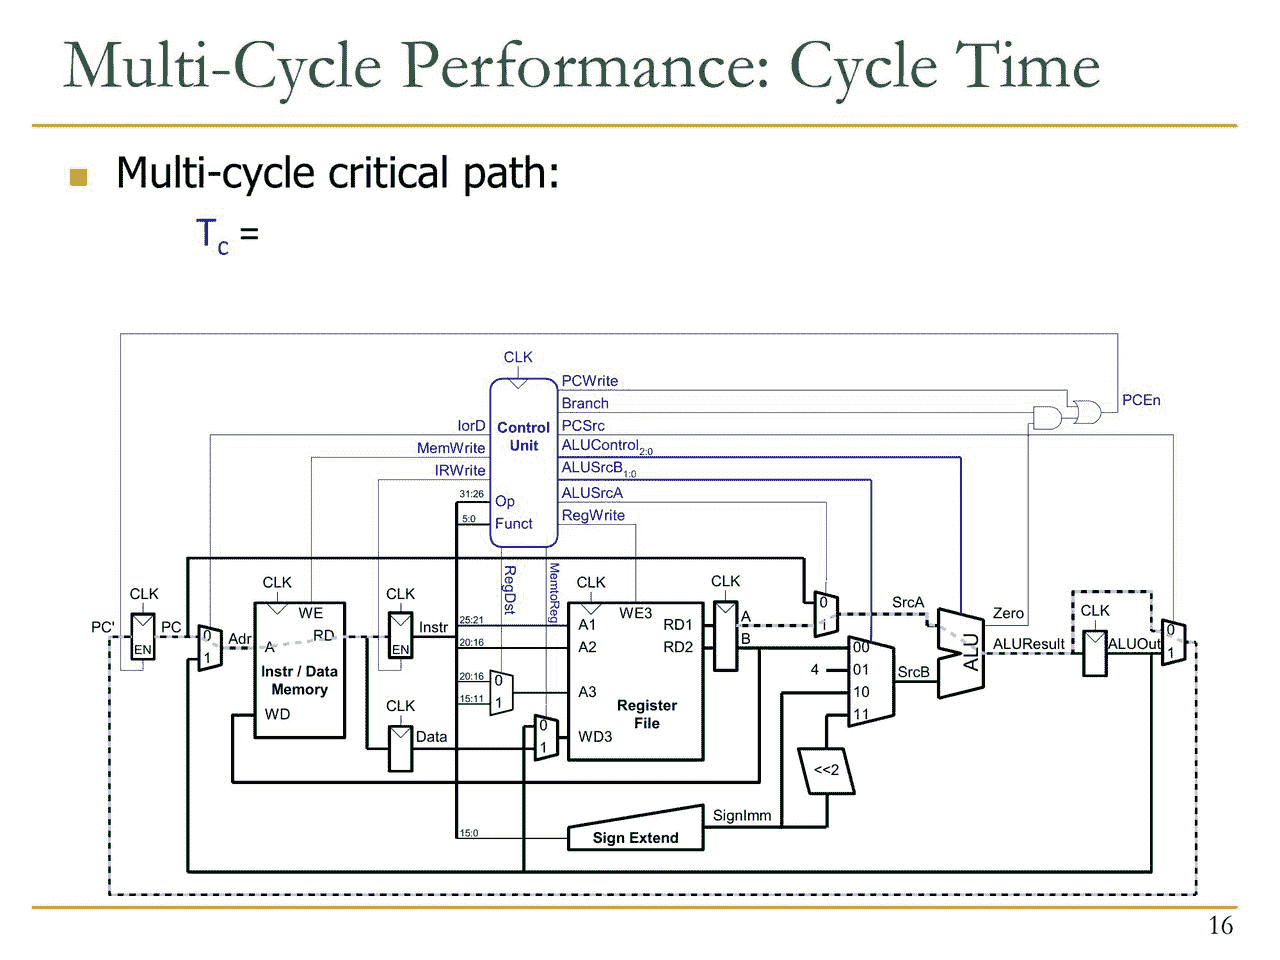 Multi-Cycle Performance: Cycle Time
Multi-cycle critical path:
Tc =
CLK
PCWrite
Branch
PCEn
IorD
Control
Unit
PCSrc
MemWrite
ALUControl2:0
IRWrite
ALUSrcB1:0
31:26
Op
ALUSrcA
5:0
Funct
RegWrite
RegDst
MemtoReg
CLK
CLK
CLK
CLK
CLK
CLK
PC'
EN
PC
0
1
Adr
WE
A
RD
Instr / Data
Memory
WD
EN
Instr
25:21
20:16
20:16
15:11
0
1
CLK
Data
0
1
A1
A2
A3
WD3
WE3
RD1
RD2
Register
File
A
B
4
0
1
SrcA
00
01
10
11
SrcB
ALU
Zero
ALUResult
ALUOut
0
1
<<2
SignImm
15:0
Sign Extend
16